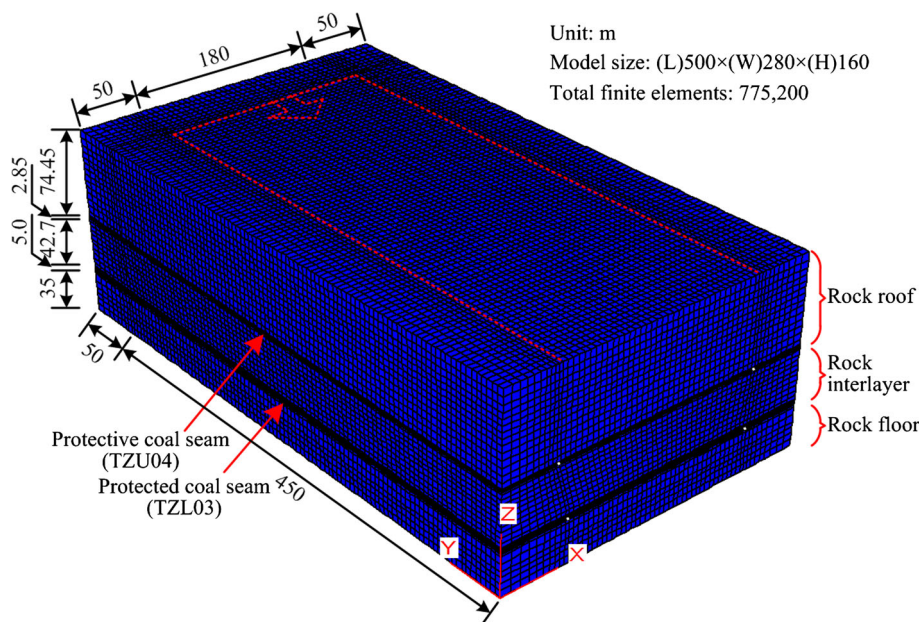 50
180
50
Unit: m
Model size: (L)500×(W)280×(H)160
Total finite elements: 775,200
2.85
74.45
5.0
42.7
35
50
450
Rock roof
Rock
interlayer
Rock floor
Protective coal seam
(TZU04)
Protected coal seam
(TZL03)
Z
Y
X